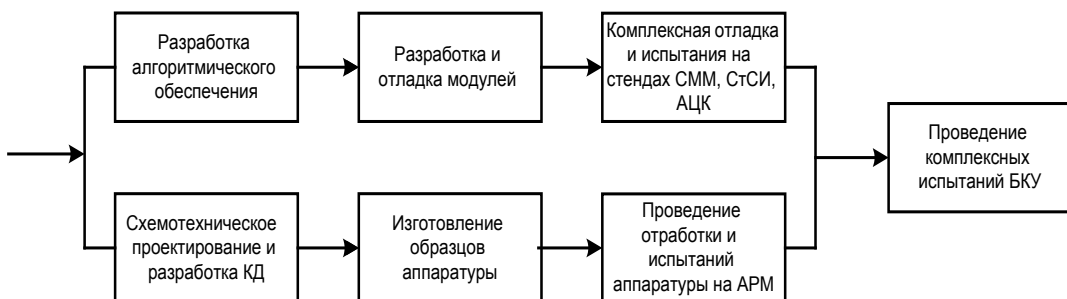 Разработка
алгоритмического
обеспечения
Разработка и
отладка модулей
Комплексная отладка
и испытания на
стендах СММ, СтСИ,
АЦК
Проведение
комплексных
испытаний БКУ
Схемотехническое
проектирование и
разработка КД
Изготовление
образцов
аппаратуры
Проведение
отработки и
испытаний
аппаратуры на АРМ